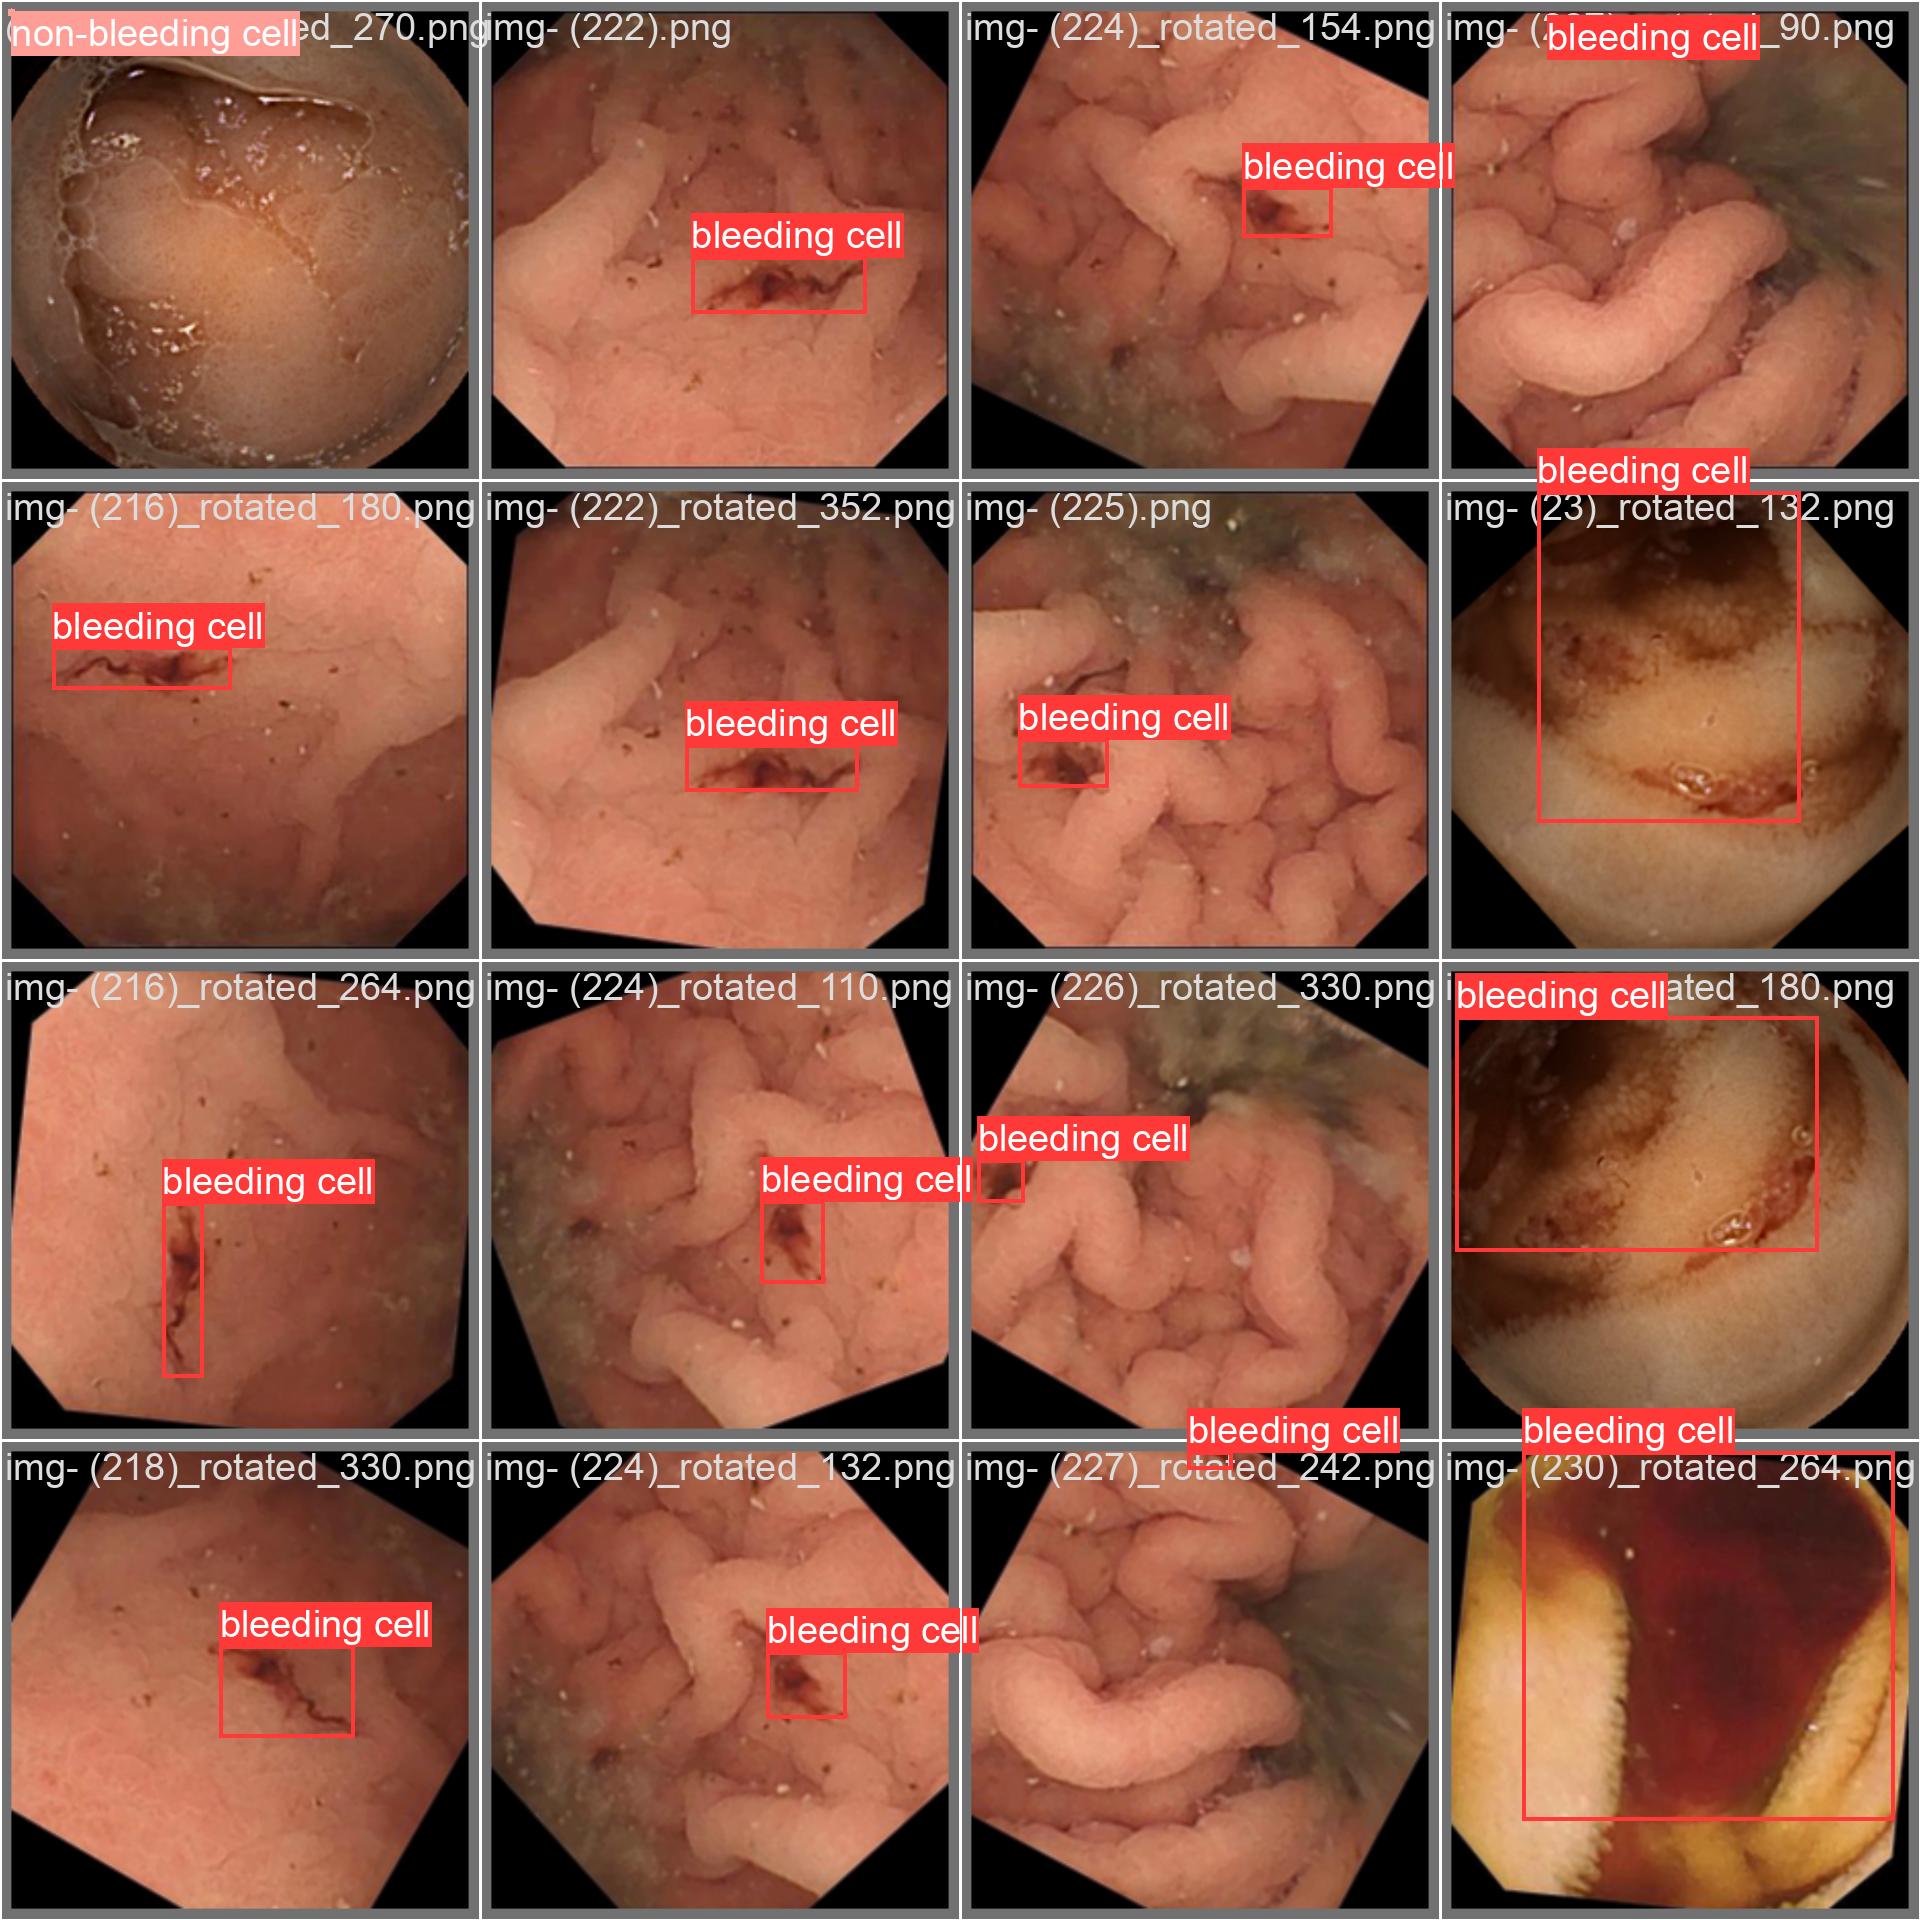 non-bleeding cell
ed_270.png
img- (222).png
img- (224)_rotated_154.png
img- (
bleeding cell
_90.png
bleeding cell
bleeding cell
bleeding cell
img- (216)_rotated_180.png
img- (222)_rotated_352.png
img- (225).png
img- (23)_rotated_132.png
bleeding cell
bleeding cell
bleeding cell
img- (216)_rotated_264.png
img- (224)_rotated_110.png
img- (226)_rotated_330.png
bleeding cell
ated_180.png
bleeding cell
bleeding cell
bleeding cell
bleeding cell
bleeding cell
img- (218)_rotated_330.png
img- (224)_rotated_132.png
img- (227)_rotated_242.png
img- (230)_rotated_264.png
bleeding cell
bleeding cell